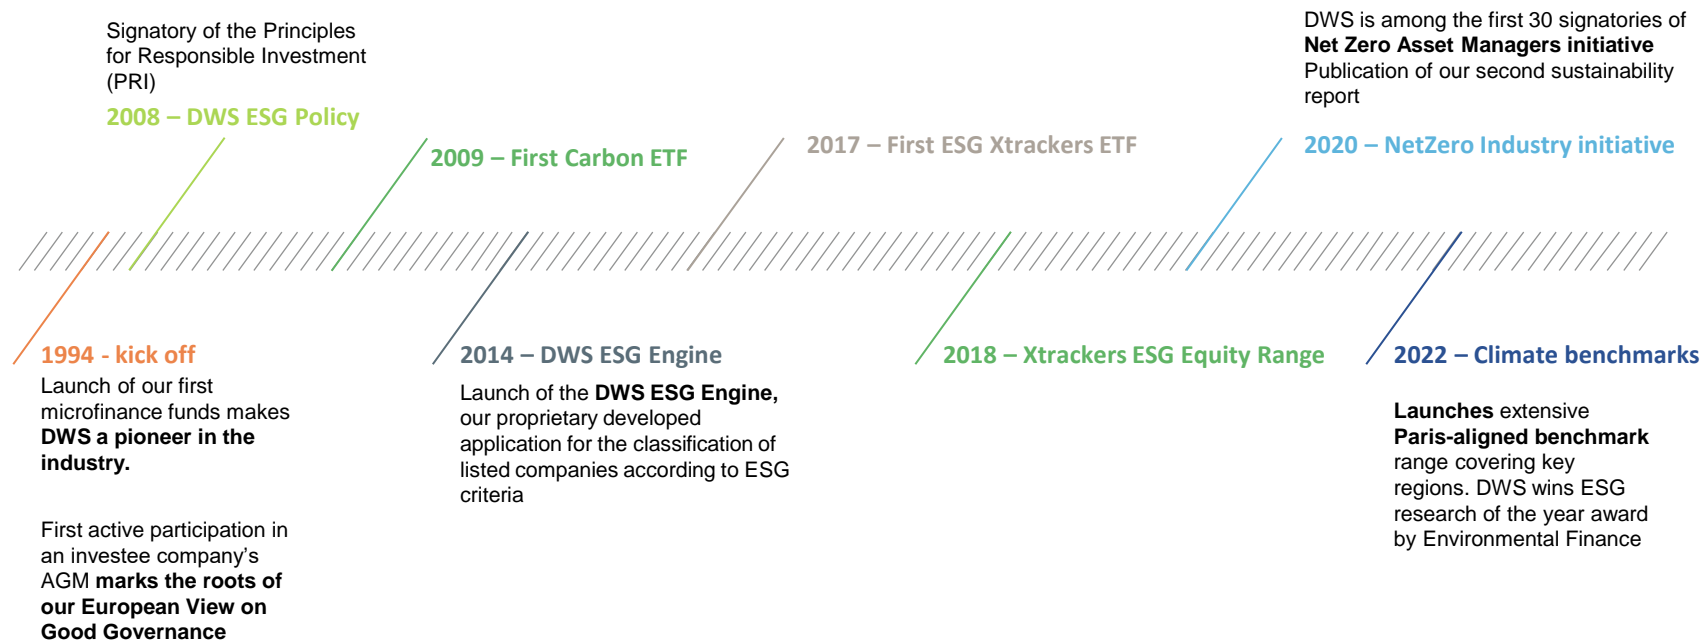 Signatory of the Principles
for Responsible Investment
(PRI)
2008 – DWS ESG Policy
2009 – First Carbon ETF
2017 – First ESG Xtrackers ETF
DWS is among the first 30 signatories of
Net Zero Asset Managers initiative
Publication of our second sustainability
report
2020 – NetZero Industry initiative
1994 - kick off
Launch of our first
microfinance funds makes
DWS a pioneer in the
industry.
First active participation in
an investee company’s
AGM marks the roots of
our European View on
Good Governance
2014 – DWS ESG Engine
Launch of the DWS ESG Engine,
our proprietary developed
application for the classification of
listed companies according to ESG
criteria
2018 – Xtrackers ESG Equity Range
2022 – Climate benchmarks
Launches extensive
Paris-aligned benchmark
range covering key
regions. DWS wins ESG
research of the year award
by Environmental Finance